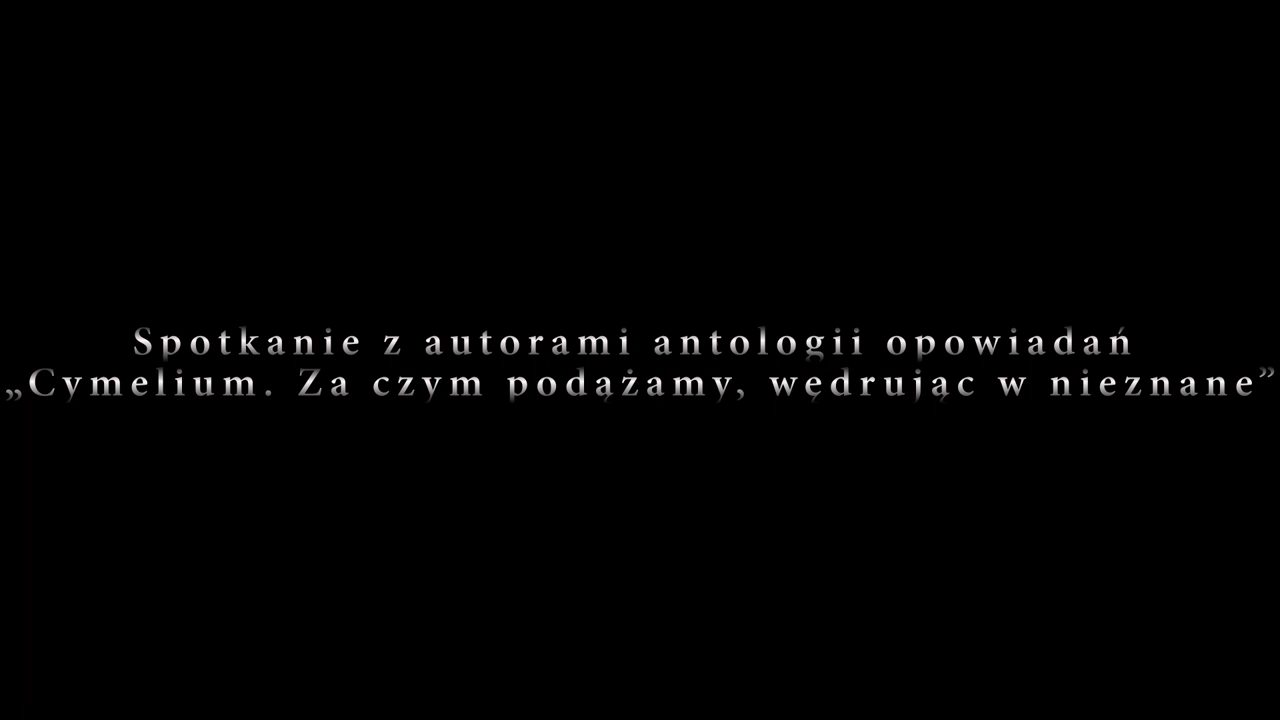 Spotkanie z autorami antologii opowiadań
„Cymelium. Za czym podążamy, wędrując w nieznane”